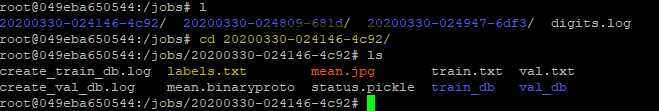 root@049eba650544:/jobs# l
20200330-024146-4c92/  20200330-024809-681d/  20200330-024947-6df3/  digits.log
root@049eba650544:/jobs# cd 20200330-024146-4c92/
root@049eba650544:/jobs/20200330-024146-4c92# ls
create_train_db.log  labels.txt        mean.jpg       train.txt  val.txt
create_val_db.log    mean.binaryproto  status.pickle  train_db   val_db
root@049eba650544:/jobs/20200330-024146-4c92#